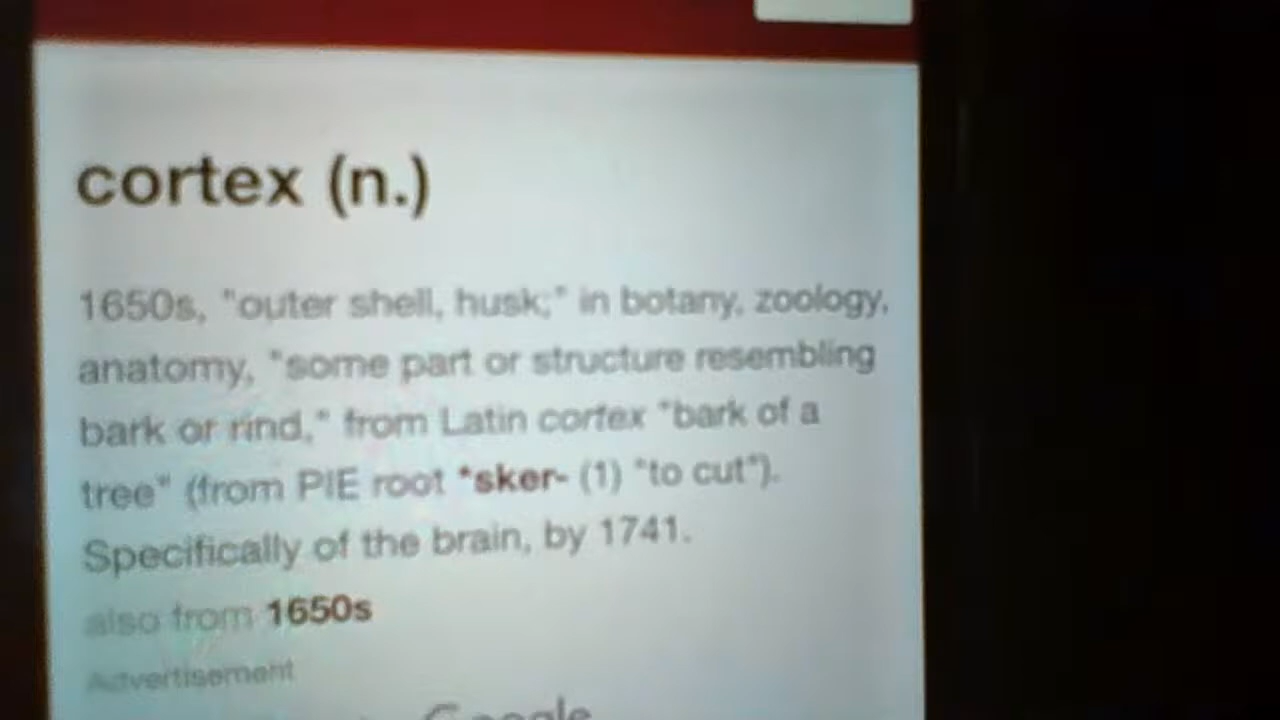 cortex (n.)
1650s, "outer shell, husk;" in botany, zoology,
anatomy, "some part or structure resembling
bark or rind," from Latin cortex "bark of a
tree" (from PIE root *sker- (1) "to cut").
Specifically of the brain, by 1741.
also from 1650s
Advertisement
Google